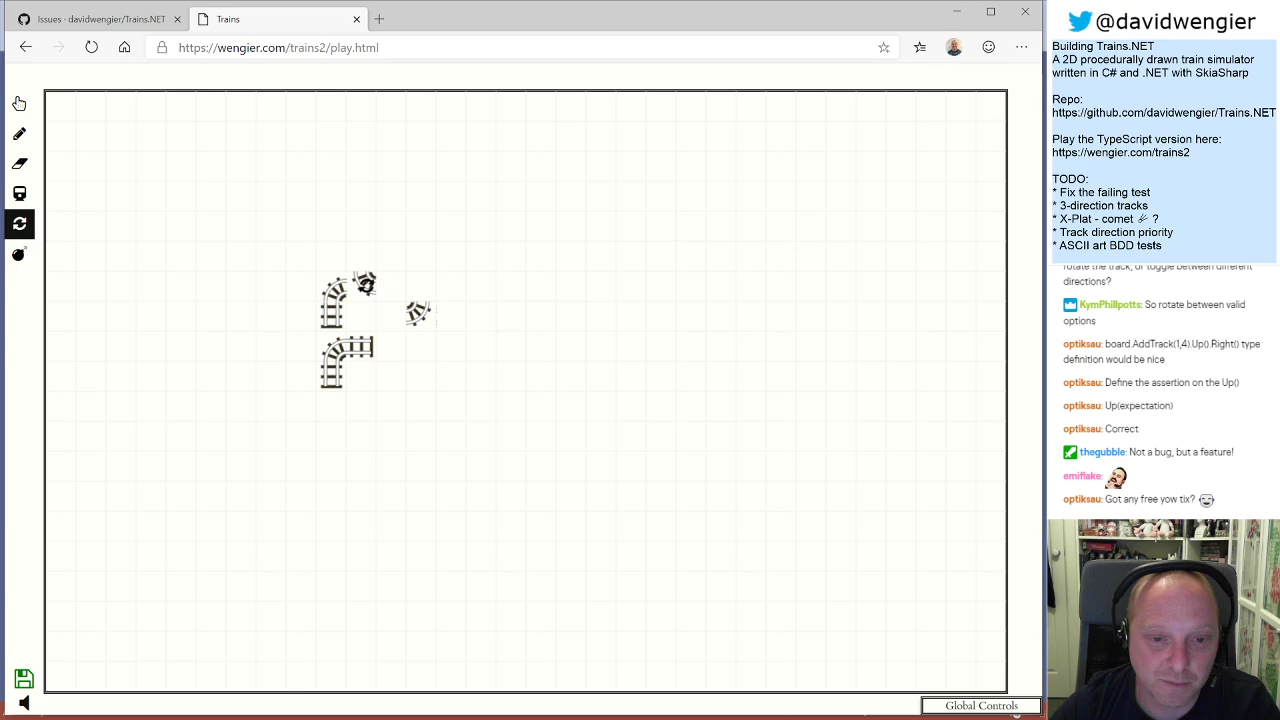 Issues · davidwengier/Trains.NET
Trains
https://wengier.com/trains2/play.html
@davidwengier
Building Trains.NET
A 2D procedurally drawn train simulator
written in C# and .NET with SkiaSharp
Repo:
https://github.com/davidwengier/Trains.NET
Play the TypeScript version here:
https://wengier.com/trains2
TODO:
* Fix the failing test
* 3-direction tracks
* X-Plat - comet ☄ ?
* Track direction priority
* ASCII art BDD tests
rotate the track, or toggle between different
directions?
KymPhillpotts: So rotate between valid
options
optiksau: board.AddTrack(1,4).Up().Right() type
definition would be nice
optiksau: Define the assertion on the Up()
optiksau: Up(expectation)
optiksau: Correct
thegubble: Not a bug, but a feature!
emiflake:
optiksau: Got any free yow tix?
Global Controls